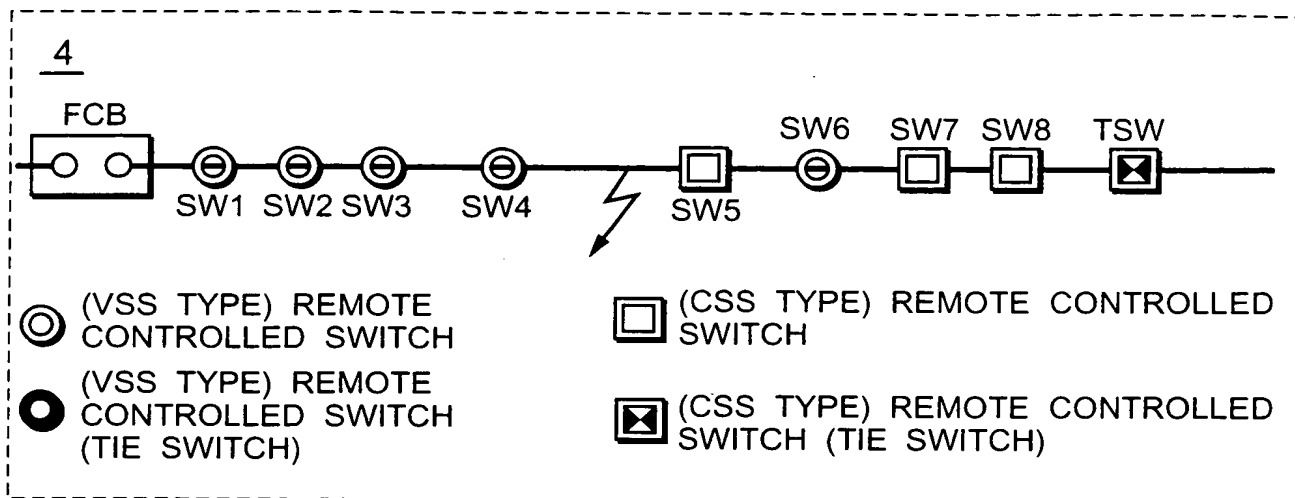 4
FCB
SW1 SW2 SW3 SW4 SW5 SW6 SW7 SW8 TSW
(VSS TYPE) REMOTE
CONTROLLED SWITCH
(VSS TYPE) REMOTE
CONTROLLED SWITCH
(TIE SWITCH)
(CSS TYPE) REMOTE CONTROLLED
SWITCH
(CSS TYPE) REMOTE CONTROLLED
SWITCH (TIE SWITCH)